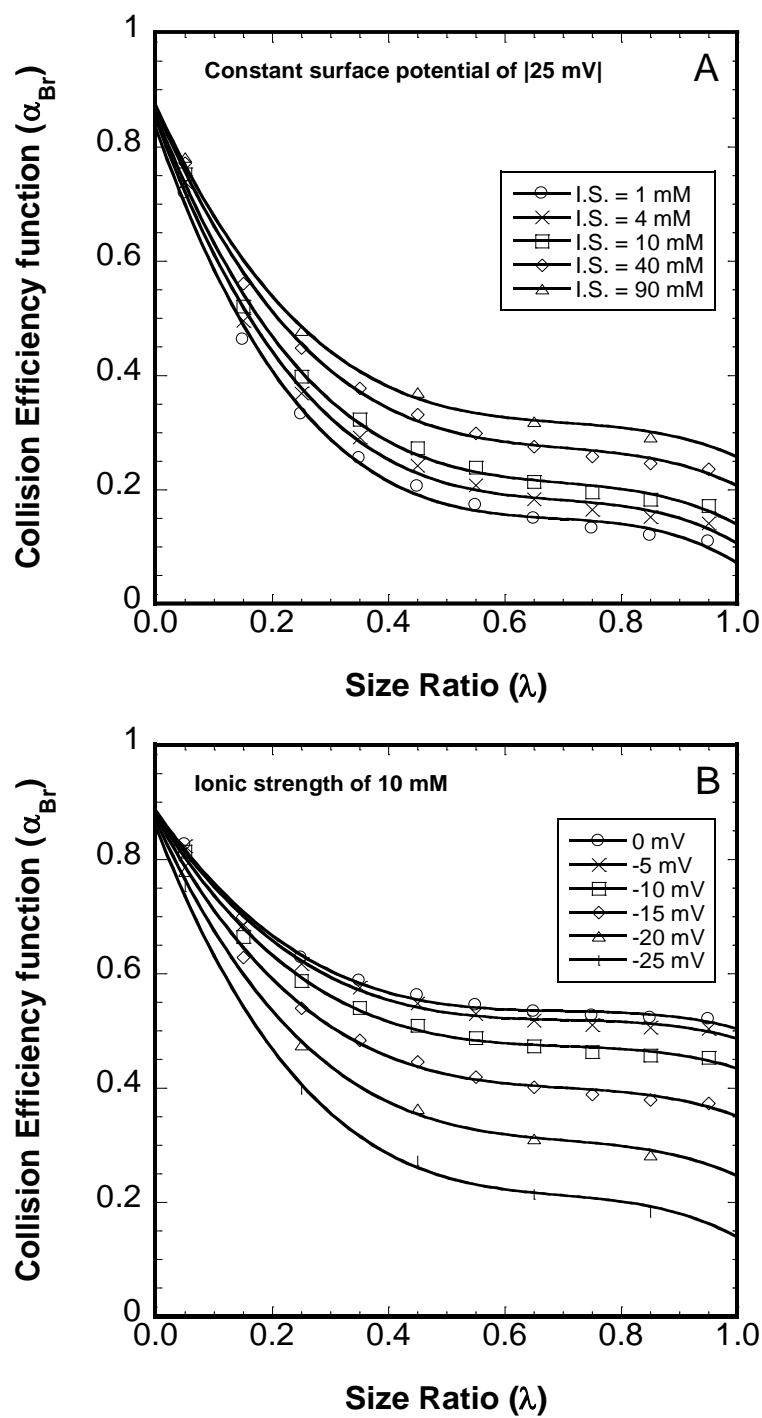 1
Constant surface potential of |25 mV|
A
0.8
I.S. = 1 mM
I.S. = 4 mM
I.S. = 10 mM
I.S. = 40 mM
I.S. = 90 mM
0.6
0.4
0.2
0
Collision Efficiency function (αBr)
0.0 0.2 0.4 0.6 0.8 1.0
Size Ratio (λ)
1
Ionic strength of 10 mM
B
0.8
0 mV
-5 mV
-10 mV
-15 mV
-20 mV
-25 mV
0.6
0.4
0.2
0
Collision Efficiency function (αBr)
0.0 0.2 0.4 0.6 0.8 1.0
Size Ratio (λ)